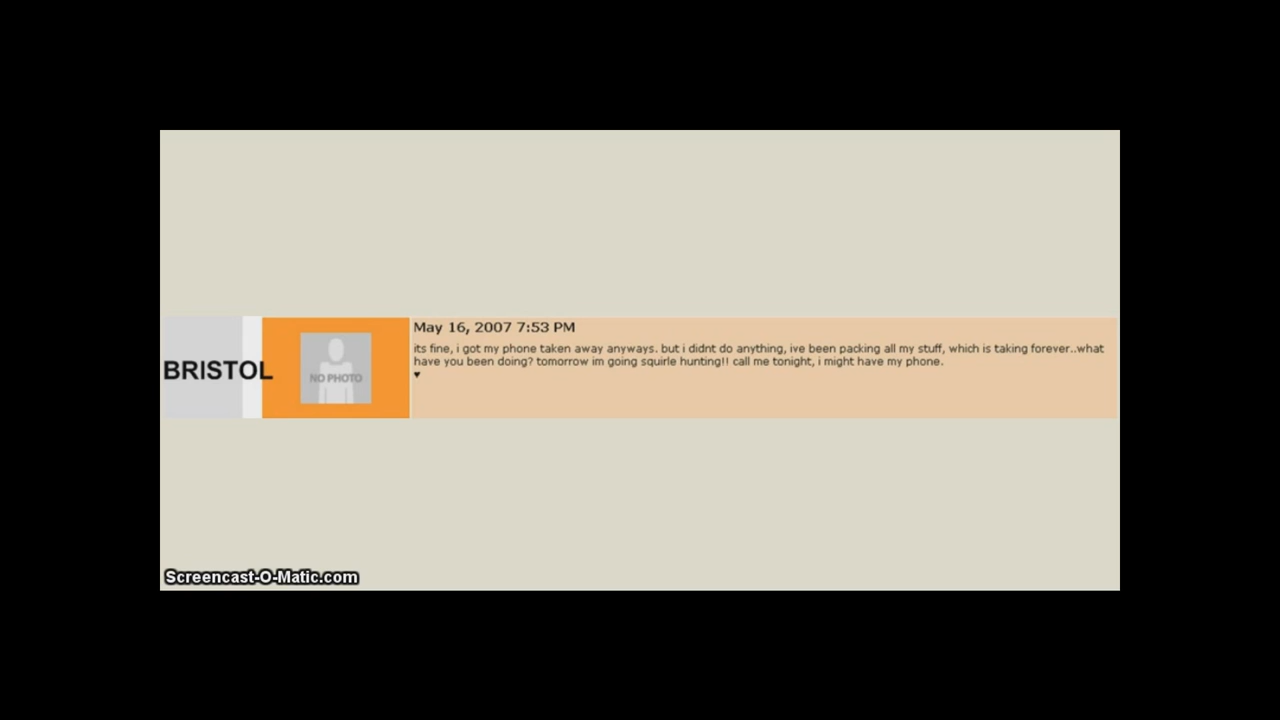 May 16, 2007 7:53 PM
its fine, i got my phone taken away anyways. but i didnt do anything, ive been packing all my stuff, which is taking forever..what
have you been doing? tomorrow im going squirle hunting!! call me tonight, i might have my phone.
♥
BRISTOL
NO PHOTO
Screencast-O-Matic.com